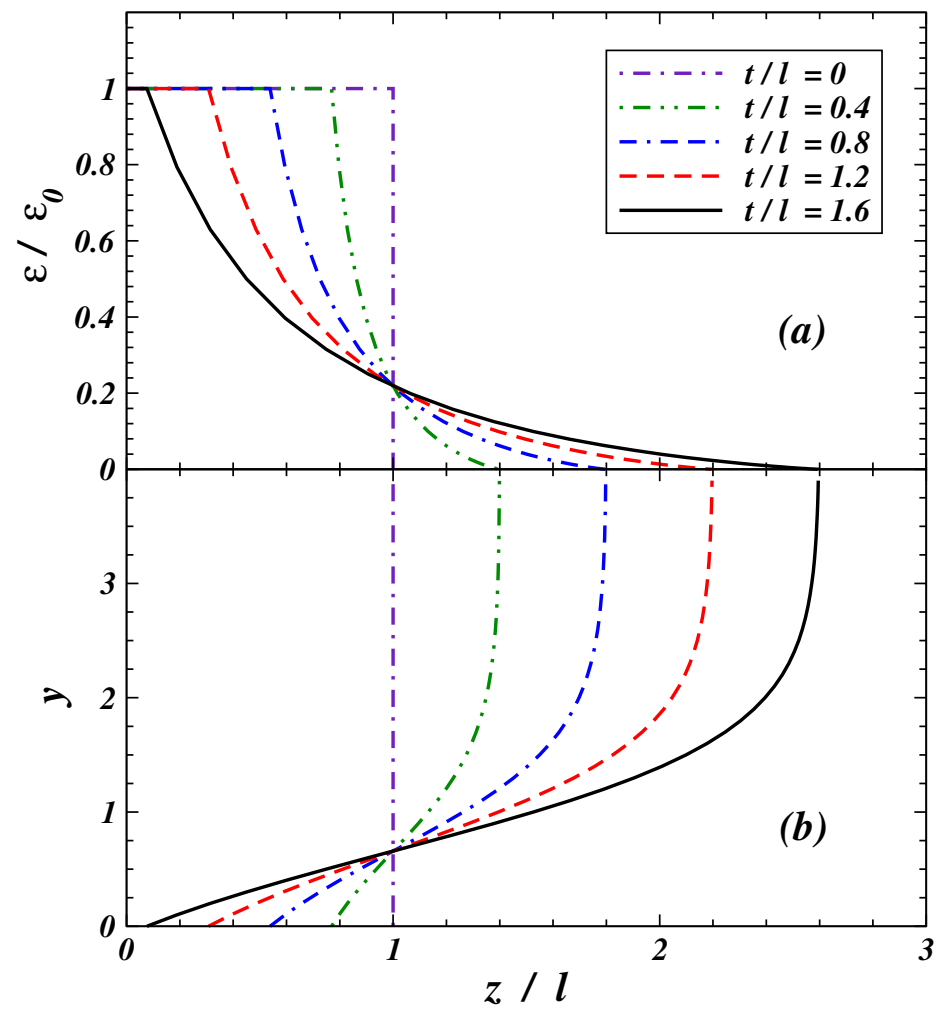 1
0.8
0.6
0.4
0.2
0
ε / ε₀
t / l = 0
t / l = 0.4
t / l = 0.8
t / l = 1.2
t / l = 1.6
(a)
3
2
1
0
y
(b)
0 1 2 3
z / l